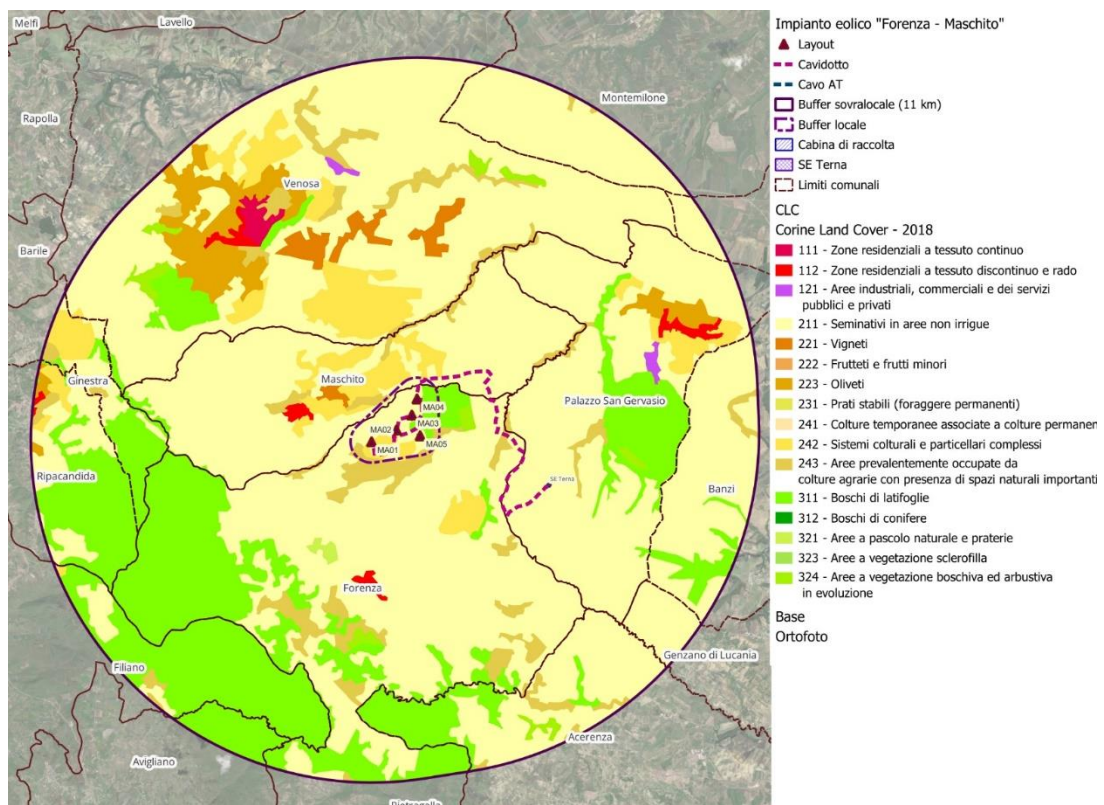 Melfi
Lavello
Montemilone
Rapolla
Venosa
Barile
Ginestra
Maschito
Palazzo San Gervasio
MA04
MA03
MA02
MA01
MA05
SE Terna
Ripacandida
Banzi
Forenza
Filiano
Genzano di Lucania
Acerenza
Avigliano
Impianto eolico "Forenza - Maschito"
Layout
Cavidotto
Cavo AT
Buffer sovralocale (11 km)
Buffer locale
Cabina di raccolta
SE Terna
Limiti comunali
CLC
Corine Land Cover - 2018
111 - Zone residenziali a tessuto continuo
112 - Zone residenziali a tessuto discontinuo e rado
121 - Aree industriali, commerciali e dei servizi
pubblici e privati
211 - Seminativi in aree non irrigue
221 - Vigneti
222 - Frutteti e frutti minori
223 - Oliveti
231 - Prati stabili (foraggere permanenti)
241 - Colture temporanee associate a colture permanen
242 - Sistemi colturali e particellari complessi
243 - Aree prevalentemente occupate da
colture agrarie con presenza di spazi naturali importanti
311 - Boschi di latifoglie
312 - Boschi di conifere
321 - Aree a pascolo naturale e praterie
323 - Aree a vegetazione sclerofilla
324 - Aree a vegetazione boschiva ed arbustiva
in evoluzione
Base
Ortofoto